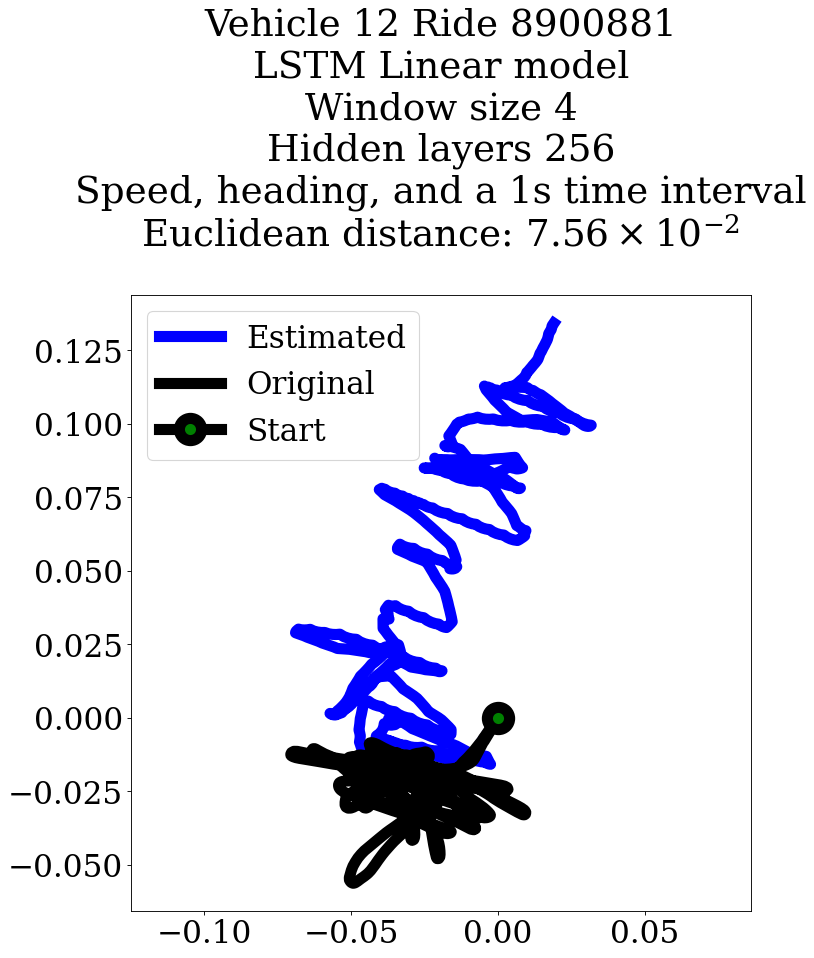 Vehicle 12 Ride 8900881
LSTM Linear model
Window size 4
Hidden layers 256
Speed, heading, and a 1s time interval
Euclidean distance: 7.56 × 10⁻²
Estimated
Original
Start
0.125
0.100
0.075
0.050
0.025
0.000
−0.025
−0.050
−0.10 −0.05 0.00 0.05